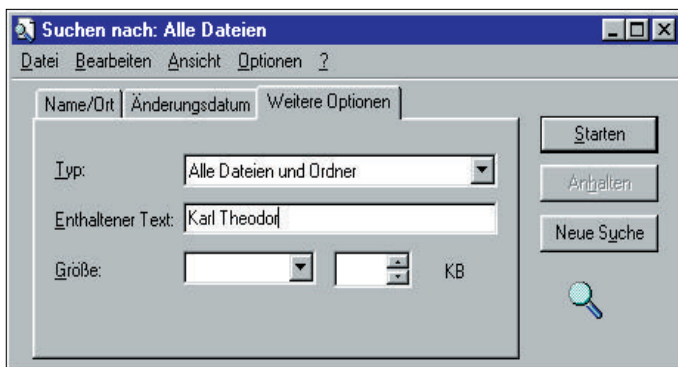 Suchen nach: Alle Dateien
Datei Bearbeiten Ansicht Optionen ?
Name/Ort Änderungsdatum Weitere Optionen
Typ: Alle Dateien und Ordner
Enthaltener Text: Karl Theodor
Größe: KB
Starten
Anhalten
Neue Suche